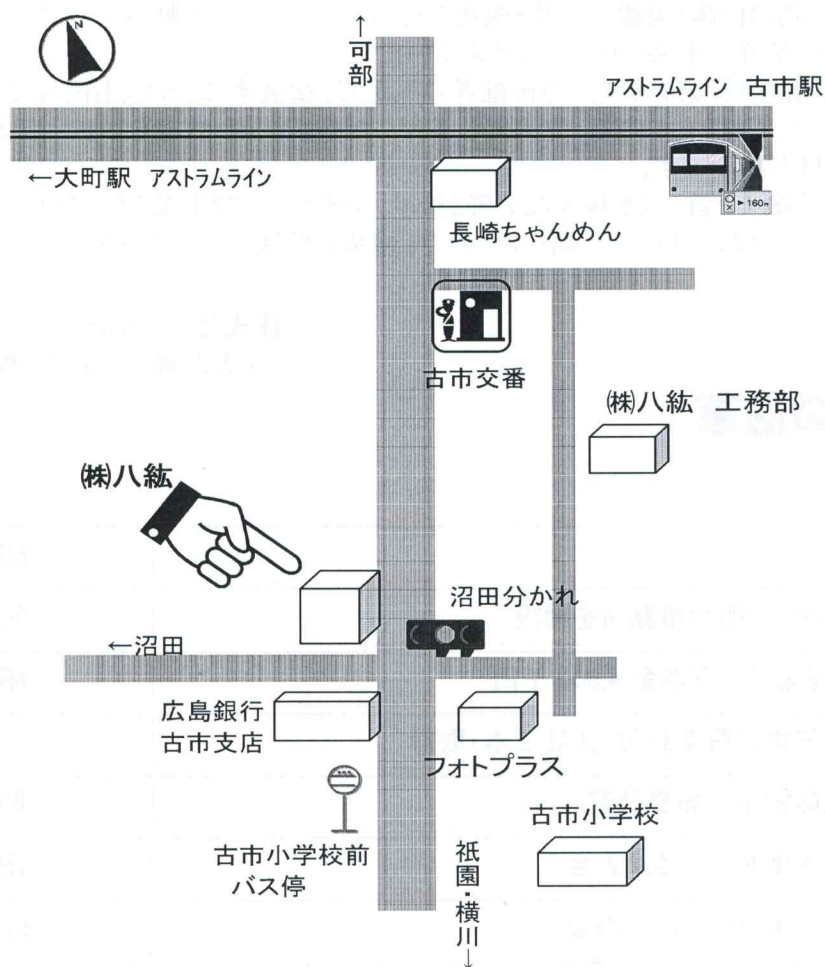 N
↑可部
アストラムライン 古市駅
←大町駅 アストラムライン
160m
長崎ちゃんめん
古市交番
㈱八紘 工務部
㈱八紘
沼田分かれ
←沼田
広島銀行
古市支店
フォトプラス
古市小学校
古市小学校前
バス停
祇園・横川↓